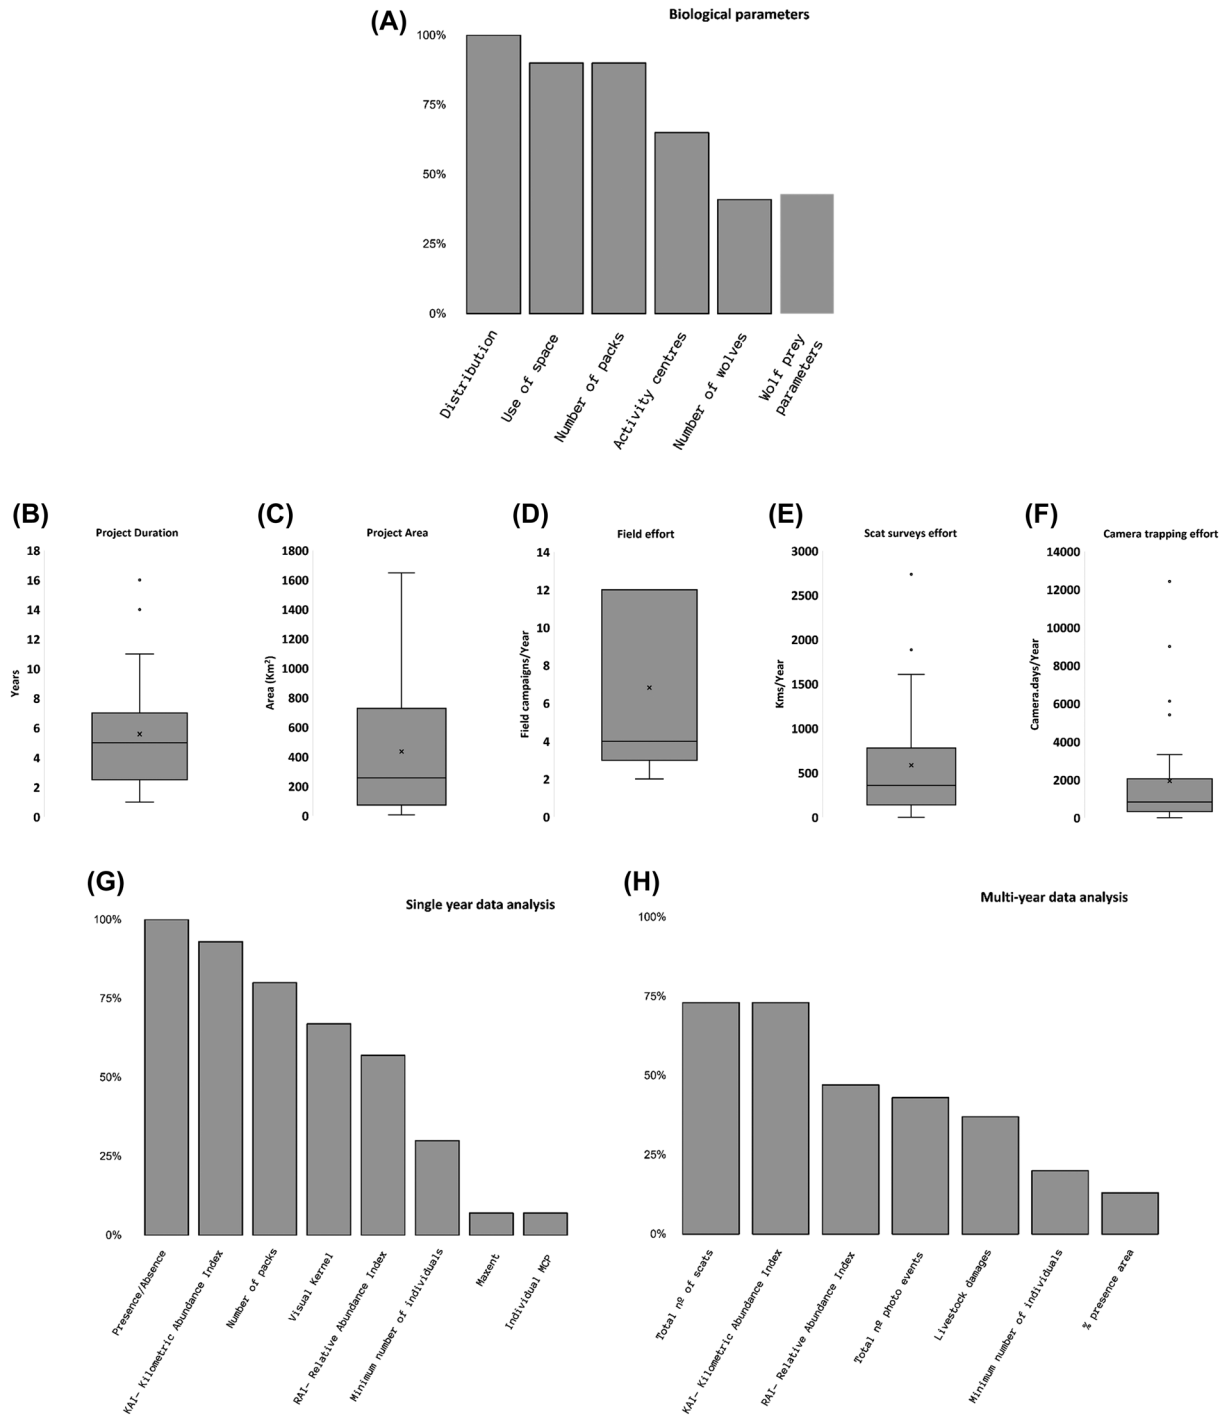 (A)
Biological parameters
100%
75%
50%
25%
0%
Distribution
Use of space
Number of packs
Activity centres
Number of wolves
Wolf prey
parameters
(B)
Project Duration
Years
18
16
14
12
10
8
6
4
2
0
(C)
Project Area
Area (Km²)
1800
1600
1400
1200
1000
800
600
400
200
0
(D)
Field effort
Field campaigns/Year
14
12
10
8
6
4
2
0
(E)
Scat surveys effort
Kms/Year
3000
2500
2000
1500
1000
500
0
(F)
Camera trapping effort
Camera.days/Year
14000
12000
10000
8000
6000
4000
2000
0
(G)
Single year data analysis
100%
75%
50%
25%
0%
Presence/Absence
KAI– Kilometric Abundance Index
Number of packs
Visual Kernel
RAI– Relative Abundance Index
Minimum number of individuals
Maxent
Individual MCP
(H)
Multi-year data analysis
100%
75%
50%
25%
0%
Total nº of scats
KAI– Kilometric Abundance Index
RAI– Relative Abundance Index
Total nº photo events
Livestock damages
Minimum number of individuals
% presence area